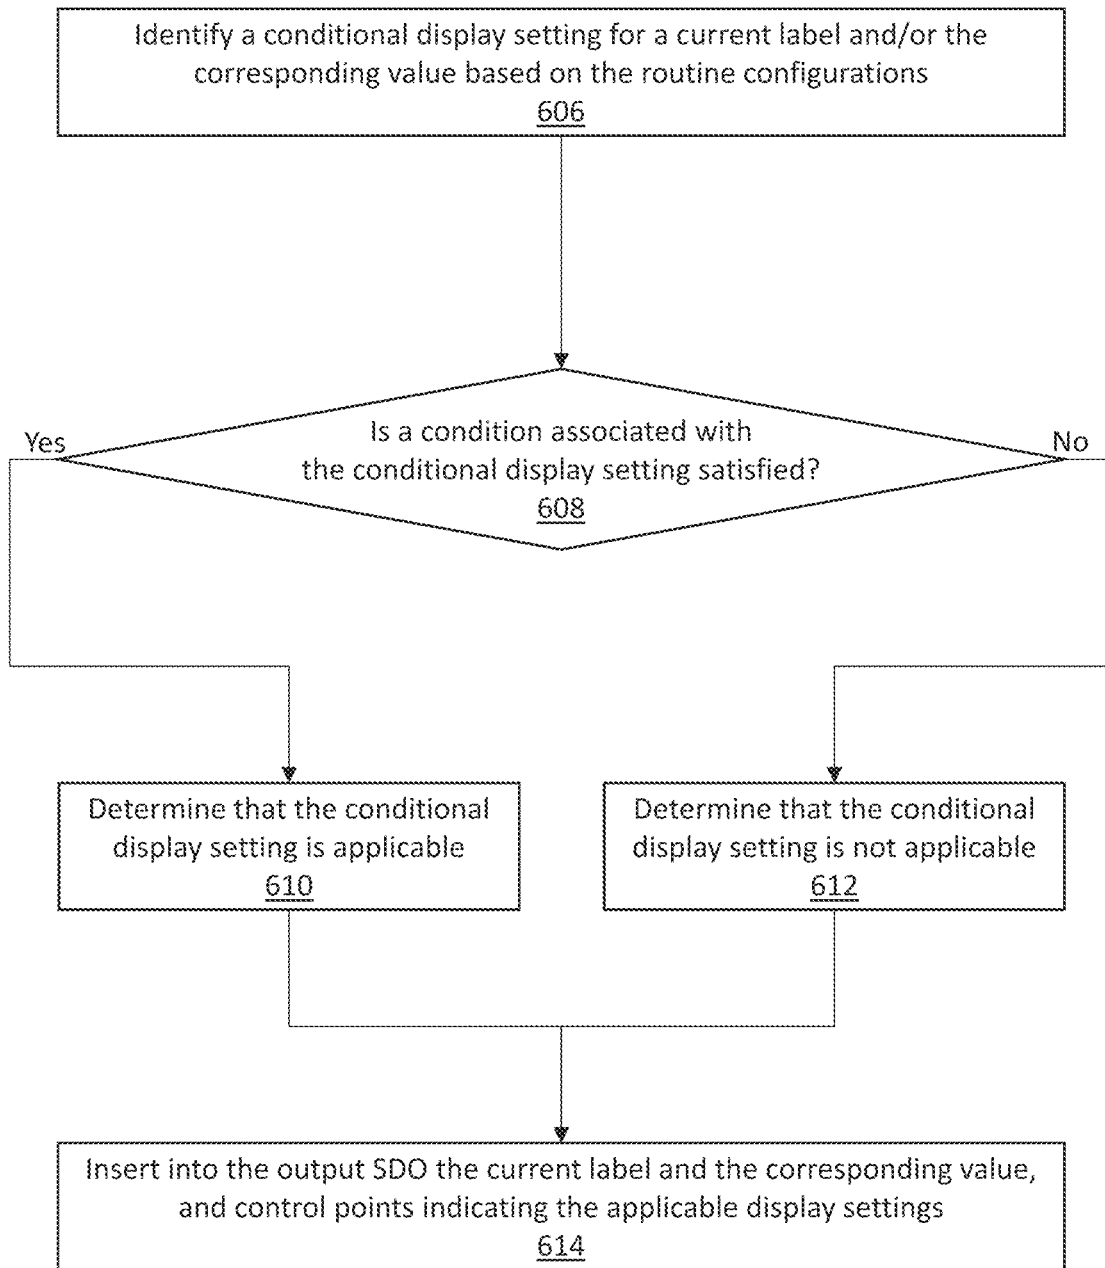 Identify a conditional display setting for a current label and/or the
corresponding value based on the routine configurations
606
Yes
Is a condition associated with
the conditional display setting satisfied?
608
No
Determine that the conditional
display setting is applicable
610
Determine that the conditional
display setting is not applicable
612
Insert into the output SDO the current label and the corresponding value,
and control points indicating the applicable display settings
614